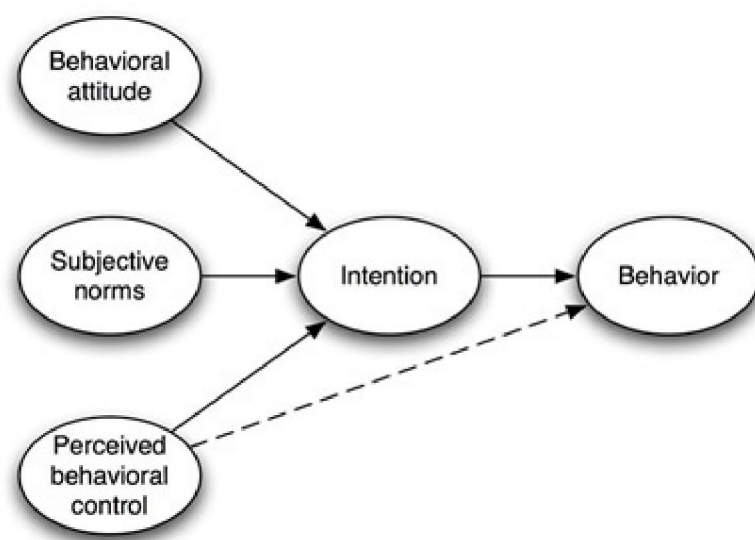 Behavioral
attitude
Subjective
norms
Intention
Behavior
Perceived
behavioral
control